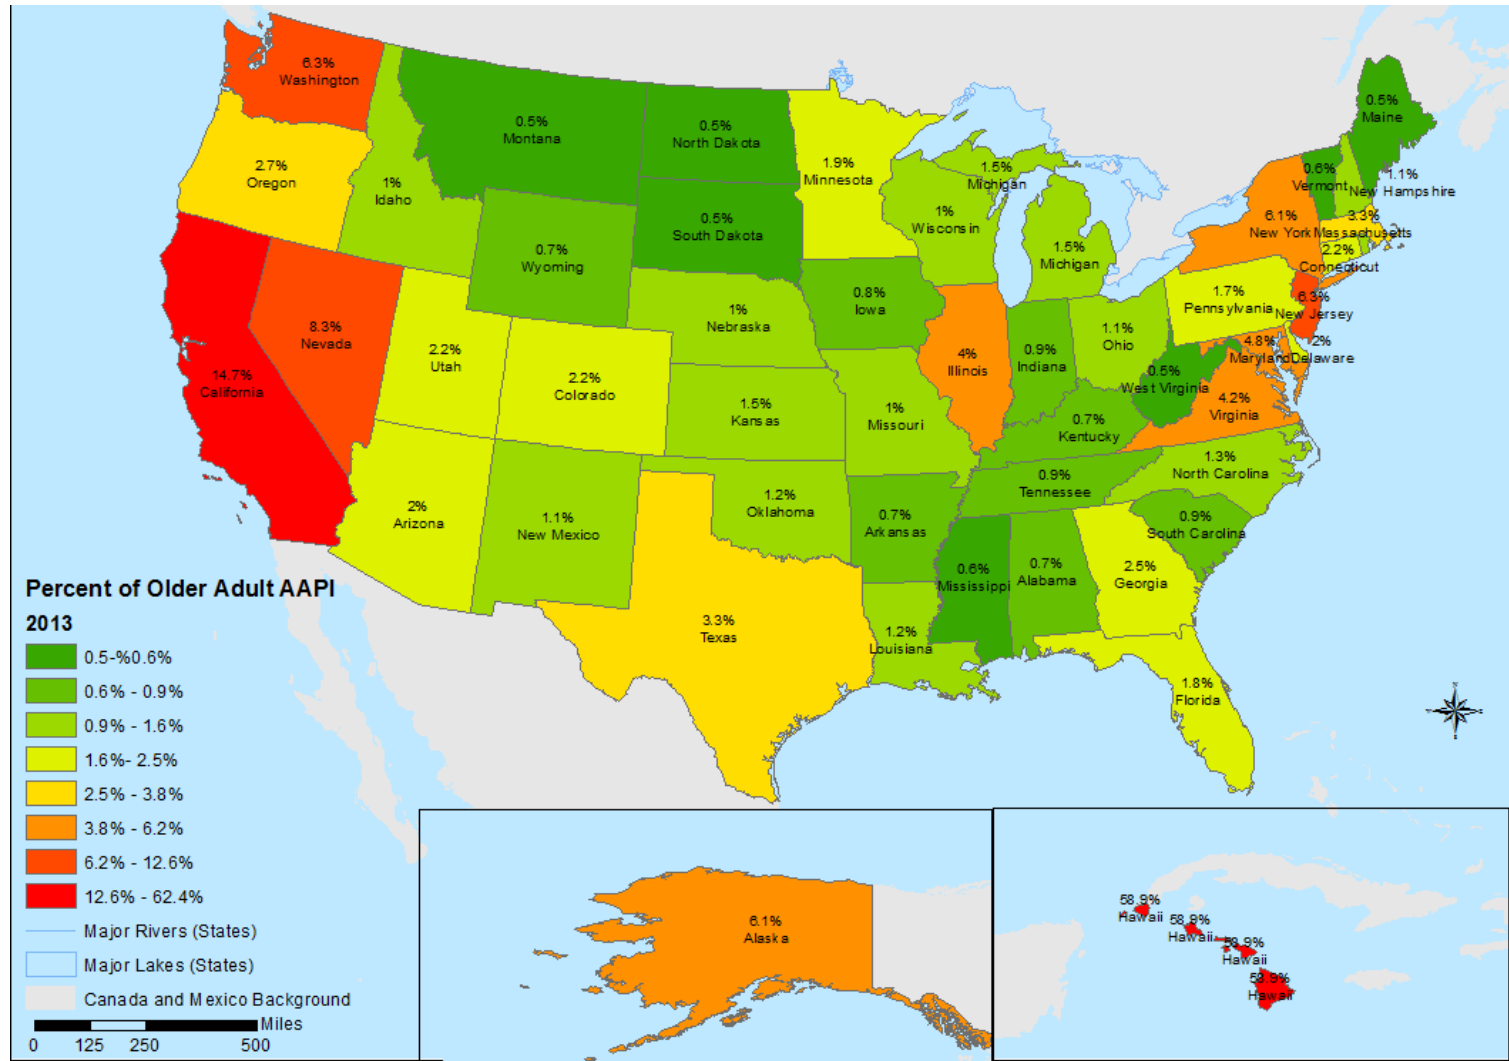 6.3%
Washington
0.5%
Montana
0.5%
North Dakota
1.9%
Minnesota
1.5%
Michigan
0.5%
Maine
2.7%
Oregon
1%
Idaho
0.7%
Wyoming
0.5%
South Dakota
1%
Wisconsin
1.5%
Michigan
0.6%
Vermont
1.1%
New Hampshire
6.1%
New York
3.3%
Massachusetts
2.2%
Connecticut
8.3%
Nevada
2.2%
Utah
2.2%
Colorado
1%
Nebraska
0.8%
Iowa
4%
Illinois
0.9%
Indiana
1.1%
Ohio
1.7%
Pennsylvania
6.3%
New Jersey
4.8%
Maryland
2%
Delaware
14.7%
California
1.5%
Kansas
1%
Missouri
0.7%
Kentucky
0.5%
West Virginia
4.2%
Virginia
2%
Arizona
1.1%
New Mexico
1.2%
Oklahoma
0.7%
Arkansas
0.9%
Tennessee
1.3%
North Carolina
0.9%
South Carolina
3.3%
Texas
1.2%
Louisiana
0.6%
Mississippi
0.7%
Alabama
2.5%
Georgia
1.8%
Florida
Percent of Older Adult AAPI
2013
0.5-%0.6%
0.6% - 0.9%
0.9% - 1.6%
1.6%- 2.5%
2.5% - 3.8%
3.8% - 6.2%
6.2% - 12.6%
12.6% - 62.4%
Major Rivers (States)
Major Lakes (States)
Canada and Mexico Background
Miles
0 125 250 500
6.1%
Alaska
58.9%
Hawaii
58.9%
Hawaii
58.9%
Hawaii
58.9%
Hawaii